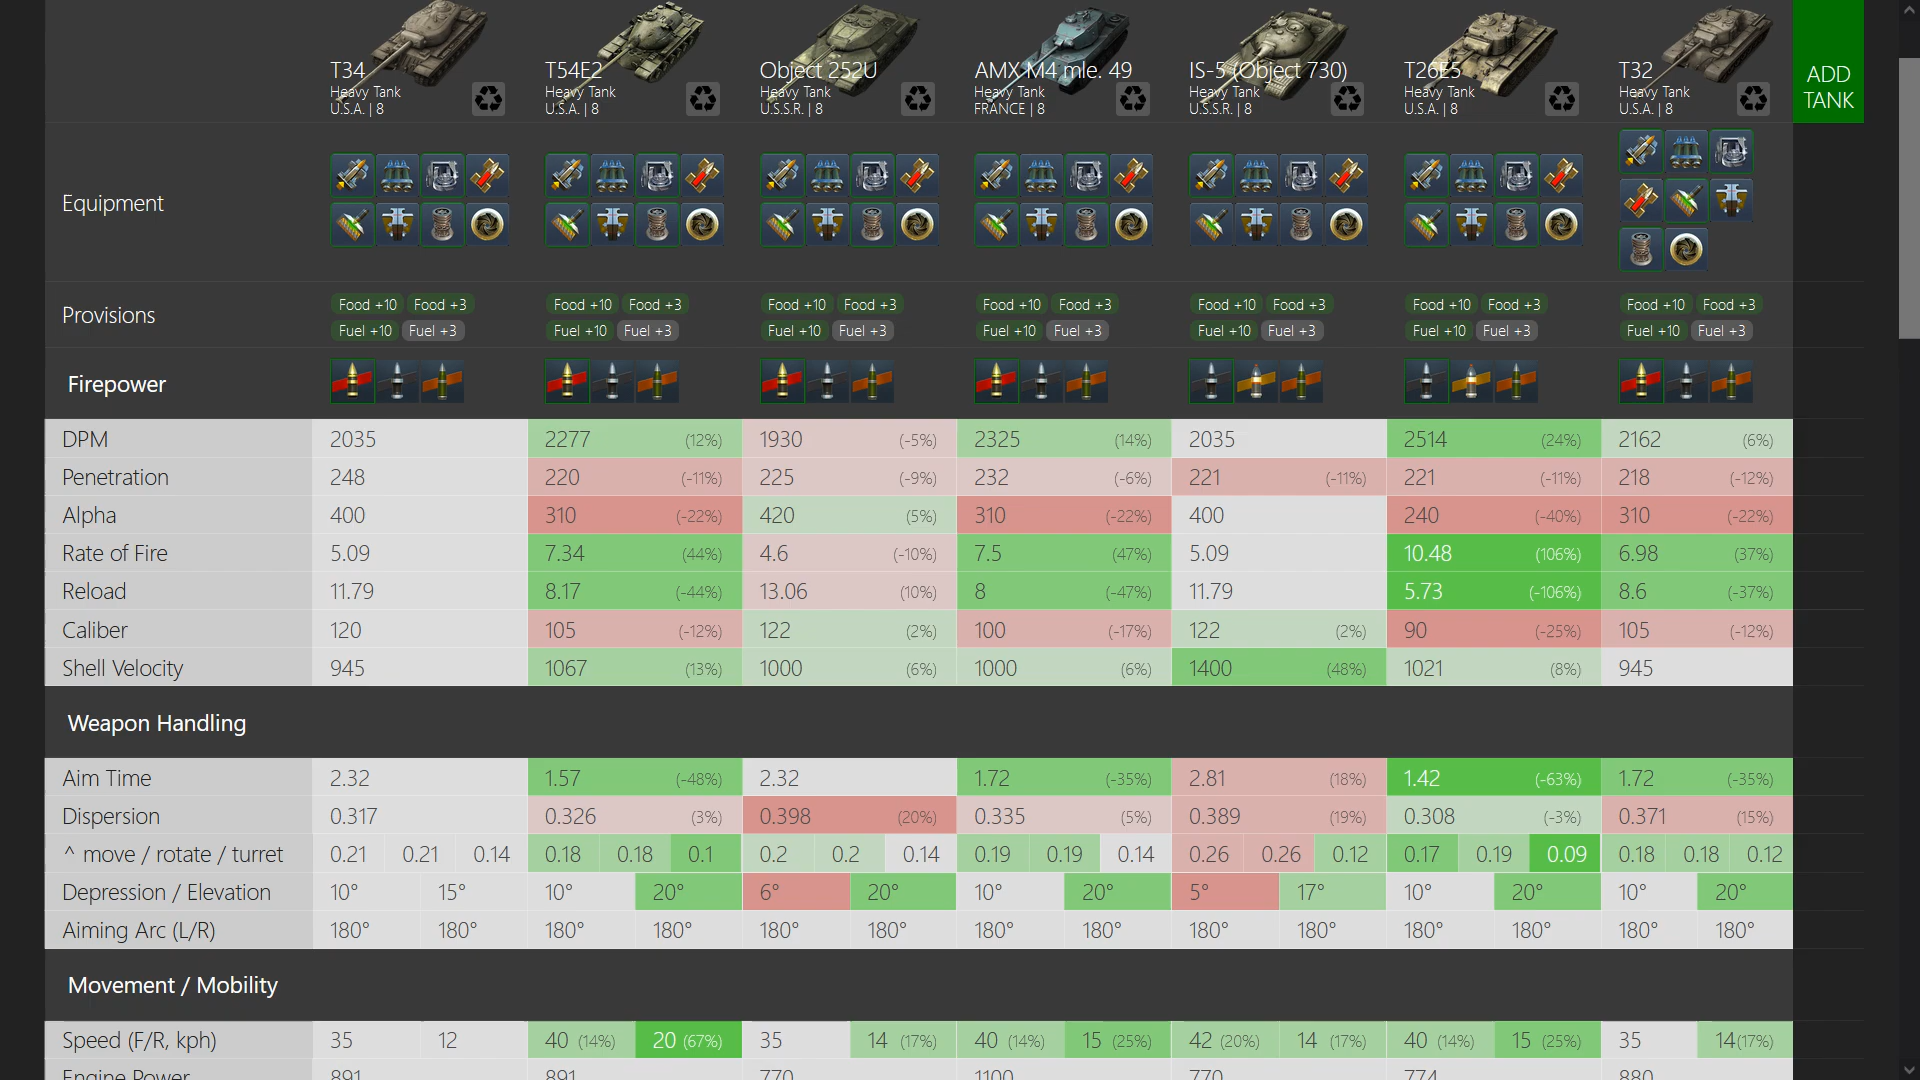 T34
Heavy Tank
U.S.A. | 8
T54E2
Heavy Tank
U.S.A. | 8
Object 252U
Heavy Tank
U.S.S.R. | 8
AMX M4 mle. 49
Heavy Tank
FRANCE | 8
IS-5 (Object 730)
Heavy Tank
U.S.S.R. | 8
T26E5
Heavy Tank
U.S.A. | 8
T32
Heavy Tank
U.S.A. | 8
ADD
TANK
Equipment
Provisions
Food +10 Food +3 Food +10 Food +3 Food +10 Food +3 Food +10 Food +3 Food +10 Food +3 Food +10 Food +3 Food +10 Food +3
Fuel +10 Fuel +3 Fuel +10 Fuel +3 Fuel +10 Fuel +3 Fuel +10 Fuel +3 Fuel +10 Fuel +3 Fuel +10 Fuel +3 Fuel +10 Fuel +3
Firepower
DPM 2035 2277 (12%) 1930 (-5%) 2325 (14%) 2035 2514 (24%) 2162 (6%)
Penetration 248 220 (-11%) 225 (-9%) 232 (-6%) 221 (-11%) 221 (-11%) 218 (-12%)
Alpha 400 310 (-22%) 420 (5%) 310 (-22%) 400 240 (-40%) 310 (-22%)
Rate of Fire 5.09 7.34 (44%) 4.6 (-10%) 7.5 (47%) 5.09 10.48 (106%) 6.98 (37%)
Reload 11.79 8.17 (-44%) 13.06 (10%) 8 (-47%) 11.79 5.73 (-106%) 8.6 (-37%)
Caliber 120 105 (-12%) 122 (2%) 100 (-17%) 122 (2%) 90 (-25%) 105 (-12%)
Shell Velocity 945 1067 (13%) 1000 (6%) 1000 (6%) 1400 (48%) 1021 (8%) 945
Weapon Handling
Aim Time 2.32 1.57 (-48%) 2.32 1.72 (-35%) 2.81 (18%) 1.42 (-63%) 1.72 (-35%)
Dispersion 0.317 0.326 (3%) 0.398 (20%) 0.335 (5%) 0.389 (19%) 0.308 (-3%) 0.371 (15%)
^ move / rotate / turret 0.21 0.21 0.14 0.18 0.18 0.1 0.2 0.2 0.14 0.19 0.19 0.14 0.26 0.26 0.12 0.17 0.19 0.09 0.18 0.18 0.12
Depression / Elevation 10° 15° 10° 20° 6° 20° 10° 20° 5° 17° 10° 20° 10° 20°
Aiming Arc (L/R) 180° 180° 180° 180° 180° 180° 180° 180° 180° 180° 180° 180° 180° 180°
Movement / Mobility
Speed (F/R, kph) 35 12 40 (14%) 20 (67%) 35 14 (17%) 40 (14%) 15 (25%) 42 (20%) 14 (17%) 40 (14%) 15 (25%) 35 14 (17%)
Engine Power 891 891 770 1100 770 774 880